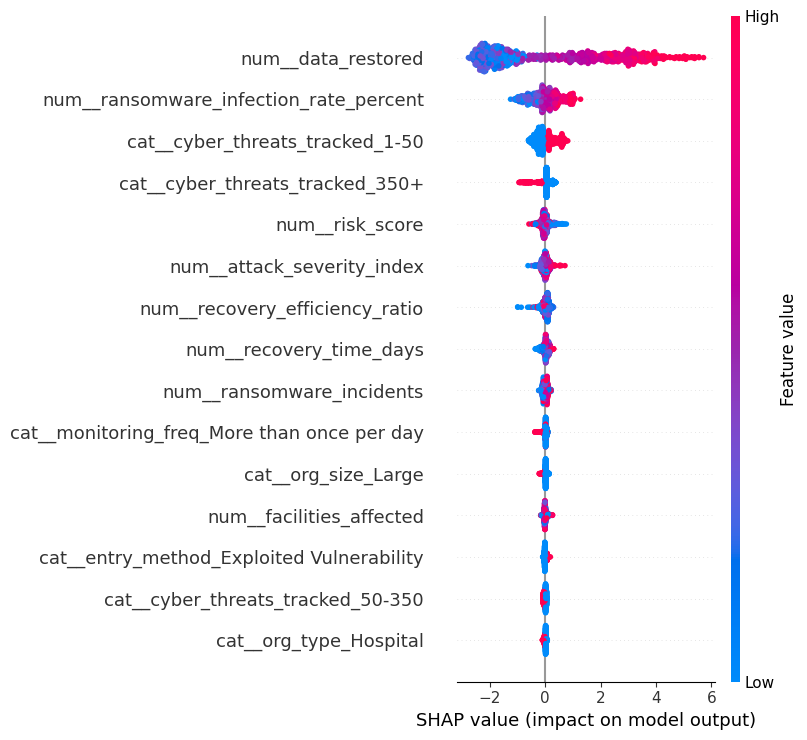 High
num__data_restored
num__ransomware_infection_rate_percent
cat__cyber_threats_tracked_1-50
cat__cyber_threats_tracked_350+
num__risk_score
num__attack_severity_index
num__recovery_efficiency_ratio
num__recovery_time_days
num__ransomware_incidents
cat__monitoring_freq_More than once per day
cat__org_size_Large
num__facilities_affected
cat__entry_method_Exploited Vulnerability
cat__cyber_threats_tracked_50-350
cat__org_type_Hospital
Feature value
Low
−2 0 2 4 6
SHAP value (impact on model output)